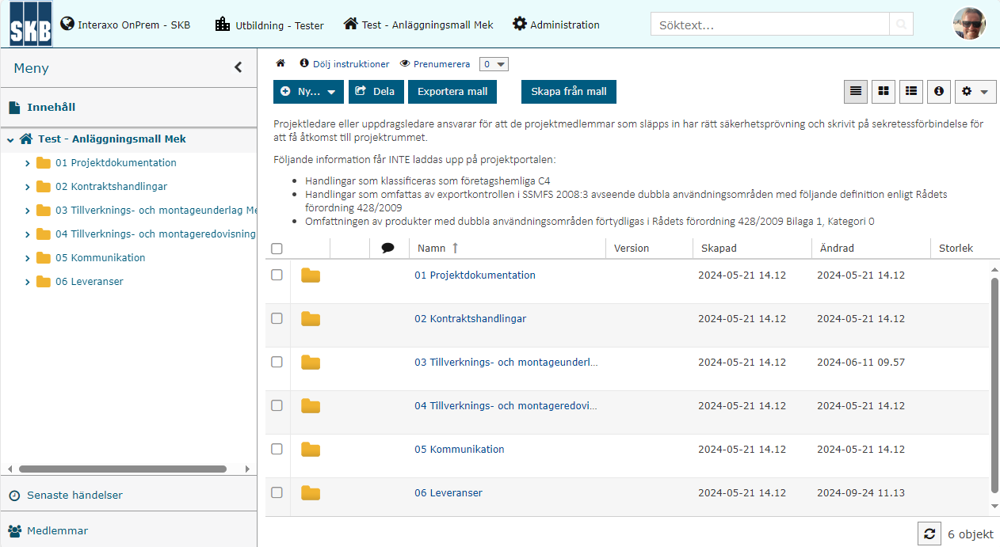 SKB
Interaxo OnPrem - SKB
Utbildning - Tester
Test - Anläggningsmall Mek
Administration
Söktext...
Meny
Innehåll
Test - Anläggningsmall Mek
01 Projektdokumentation
02 Kontraktshandlingar
03 Tillverknings- och montageunderlag Me
04 Tillverknings- och montageredovisning
05 Kommunikation
06 Leveranser
Senaste händelser
Medlemmar
Dölj instruktioner
Prenumerera
0
Ny...
Dela
Exportera mall
Skapa från mall
Projektledare eller uppdragsledare ansvarar för att de projektmedlemmar som släpps in har rätt säkerhetsprövning och skrivit på sekretessförbindelse för
att få åtkomst till projektrummet.
Följande information får INTE laddas upp på projektportalen:
• Handlingar som klassificeras som företagshemliga C4
• Handlingar som omfattas av exportkontrollen i SSMFS 2008:3 avseende dubbla användningsområden med följande definition enligt Rådets
förordning 428/2009
• Omfattningen av produkter med dubbla användningsområden förtydligas i Rådets förordning 428/2009 Bilaga 1, Kategori 0
Namn ↑ Version Skapad Ändrad Storlek
01 Projektdokumentation 2024-05-21 14.12 2024-05-21 14.12
02 Kontraktshandlingar 2024-05-21 14.12 2024-05-21 14.12
03 Tillverknings- och montageunderl... 2024-05-21 14.12 2024-06-11 09.57
04 Tillverknings- och montageredovi... 2024-05-21 14.12 2024-05-21 14.12
05 Kommunikation 2024-05-21 14.12 2024-05-21 14.12
06 Leveranser 2024-05-21 14.12 2024-09-24 11.13
6 objekt